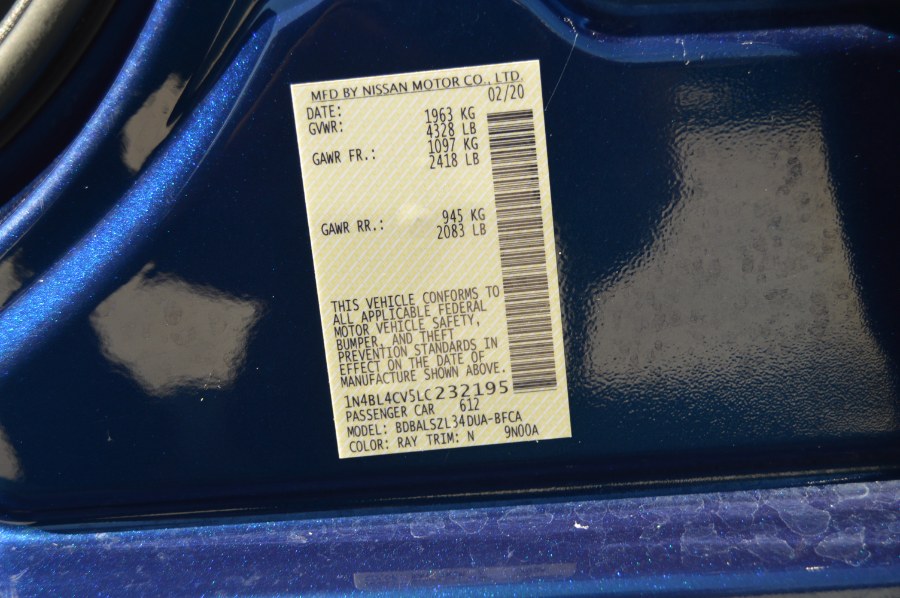 MFD BY NISSAN MOTOR CO., LTD.
DATE: 02/20
GVWR: 1963 KG
4328 LB
GAWR FR.: 1097 KG
2418 LB
GAWR RR.: 945 KG
2083 LB
THIS VEHICLE CONFORMS TO
ALL APPLICABLE FEDERAL
MOTOR VEHICLE SAFETY,
BUMPER, AND THEFT
PREVENTION STANDARDS IN
EFFECT ON THE DATE OF
MANUFACTURE SHOWN ABOVE.
1N4BL4CV5LC232195
PASSENGER CAR 612
MODEL: BDBALSZL34DUA-BFCA
COLOR: RAY TRIM: N 9N00A